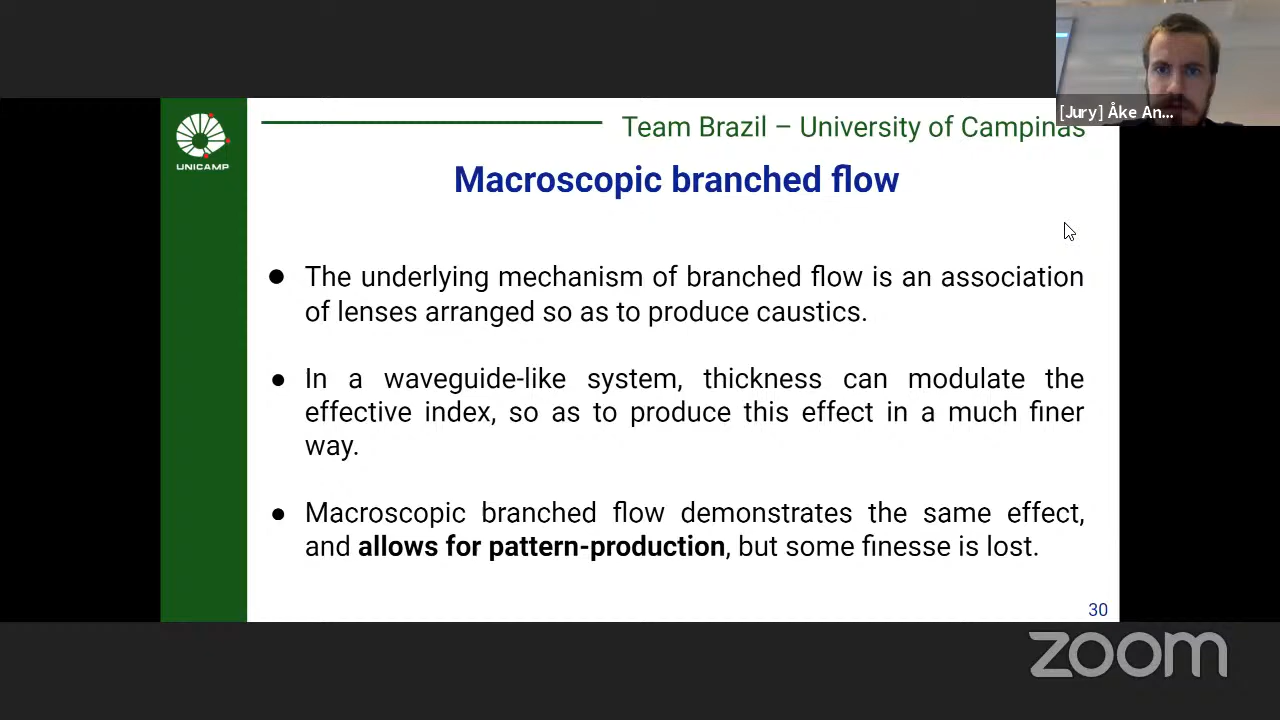 [Jury] Åke An...
UNICAMP
Team Brazil – University of Campinas
Macroscopic branched flow
● The underlying mechanism of branched flow is an association
of lenses arranged so as to produce caustics.
● In a waveguide-like system, thickness can modulate the
effective index, so as to produce this effect in a much finer
way.
● Macroscopic branched flow demonstrates the same effect,
and allows for pattern-production, but some finesse is lost.
30
zoom